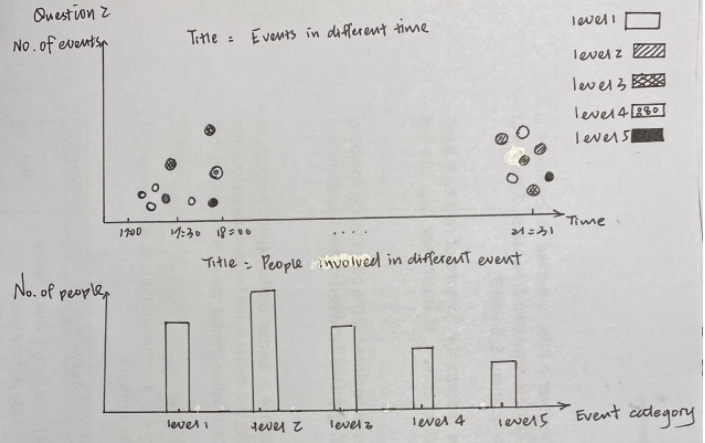 Question 2
No. of events
Title = Events in different time
level 1
level 2
level 3
level 4
level 5
1700 17=30 18=00 .... 21=31
Time
Title = People involved in different event
No. of people
level 1 level 2 level 3 level 4 level 5
Event category